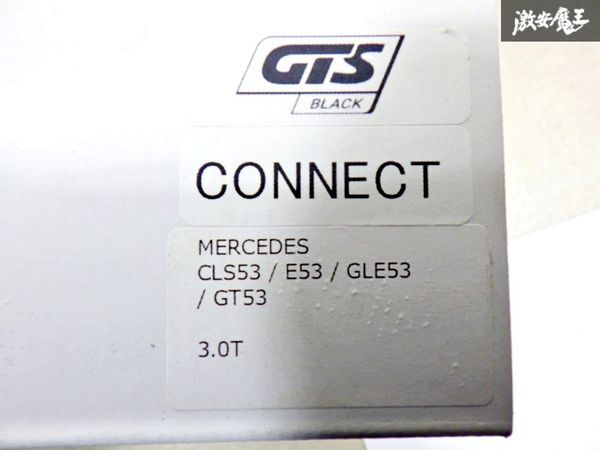 激安魔王
GTS
BLACK
CONNECT
MERCEDES
CLS53 / E53 / GLE53
/ GT53
3.0T